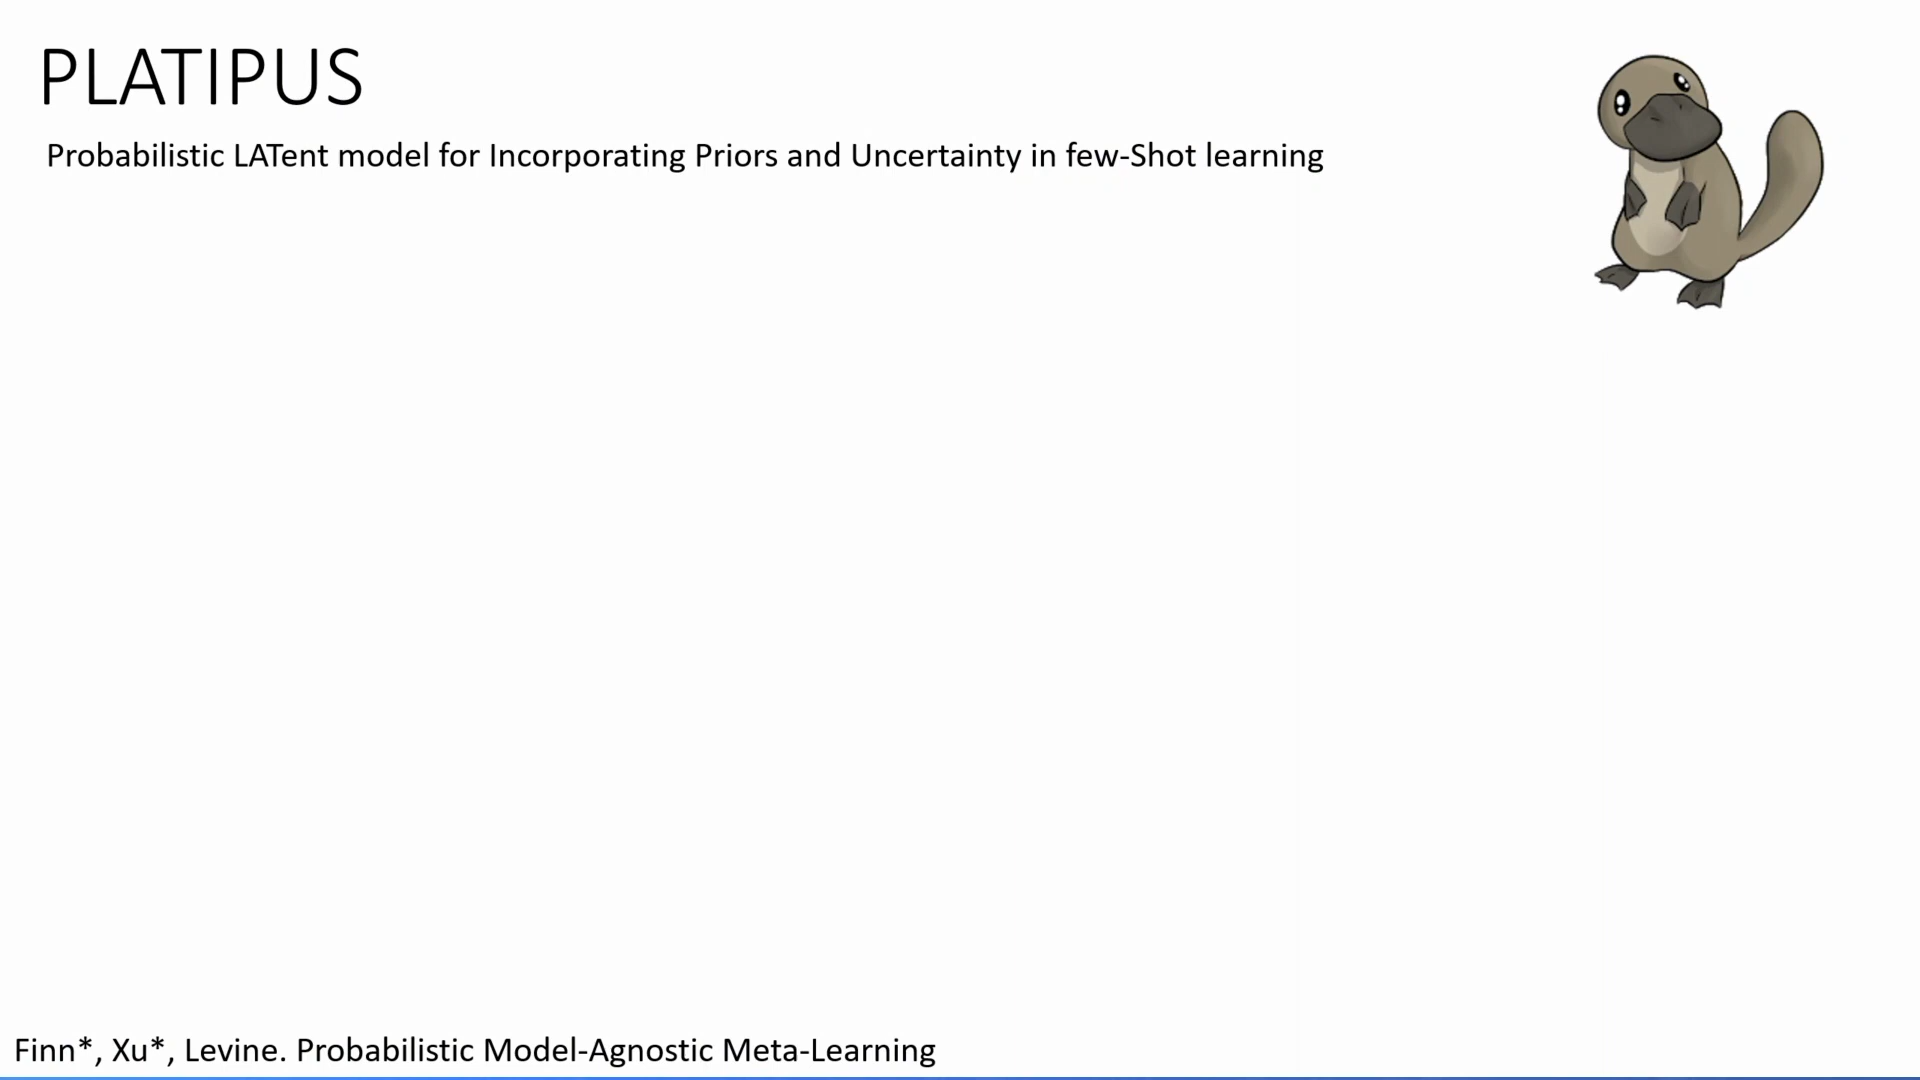 PLATIPUS
Probabilistic LATent model for Incorporating Priors and Uncertainty in few-Shot learning
Finn*, Xu*, Levine. Probabilistic Model-Agnostic Meta-Learning